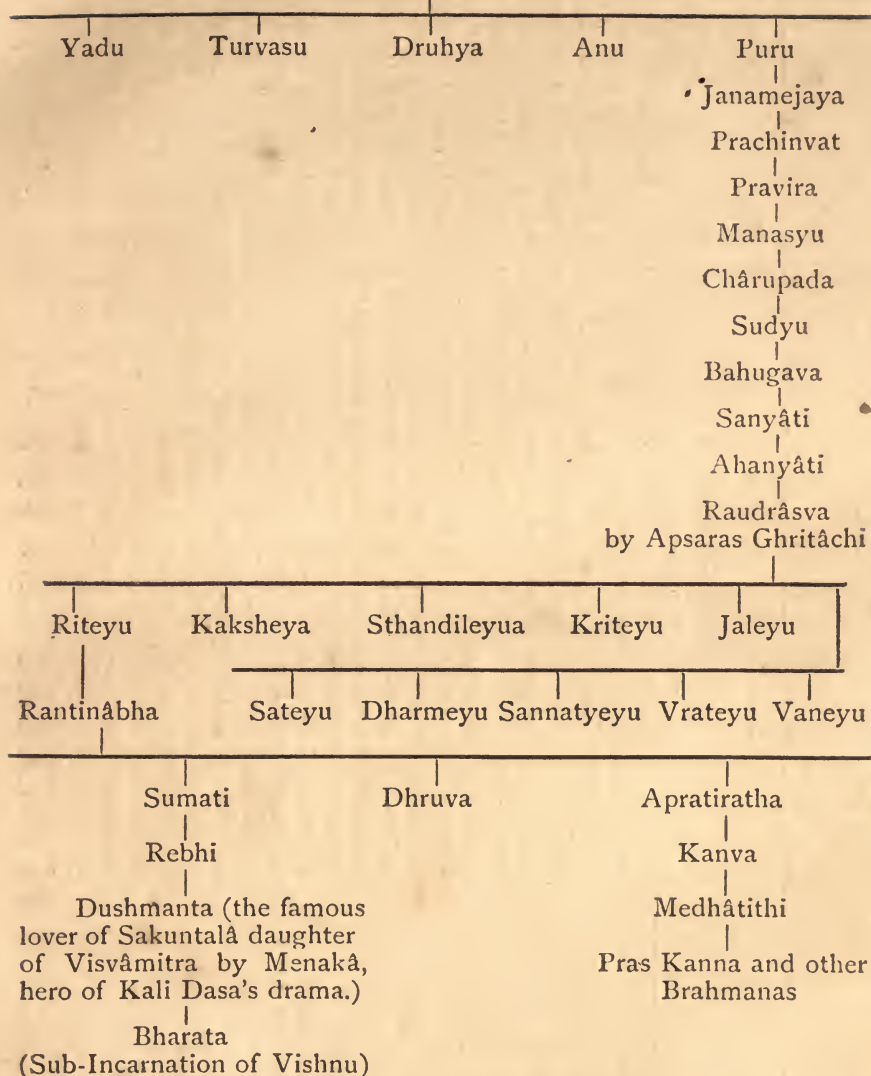 Yadu Turvasu Druhya Anu Puru
Janamejaya
Prachinvat
Pravira
Manasyu
Chârupada
Sudyu
Bahugava
Sanyâti
Ahanyâti
Raudrâsva
by Apsaras Ghritâchi
Riteyu Kaksheya Sthandileyua Kriteyu Jaleyu
Rantinâbha Sateyu Dharmeyu Sannatyeyu Vrateyu Vaneyu
Sumati Dhruva Apratiratha
Rebhi Kanva
Dushmanta (the famous Medhâtithi
lover of Sakuntalâ daughter
of Visvâmitra by Menakâ, Pras Kanna and other
hero of Kali Dasa's drama.) Brahmanas
Bharata
(Sub-Incarnation of Vishnu)